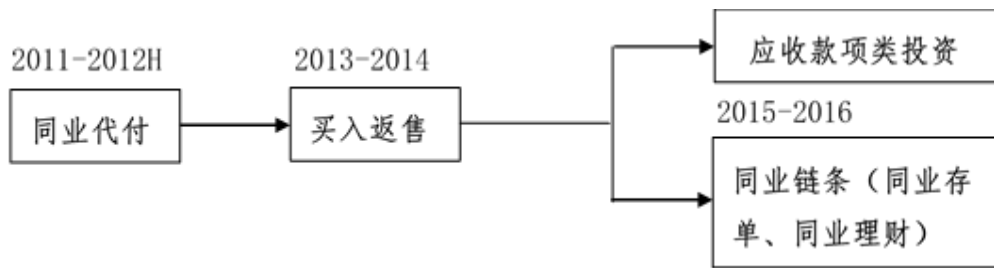 2011-2012H
同业代付
2013-2014
买入返售
应收款项类投资
2015-2016
同业链条（同业存
单、同业理财）